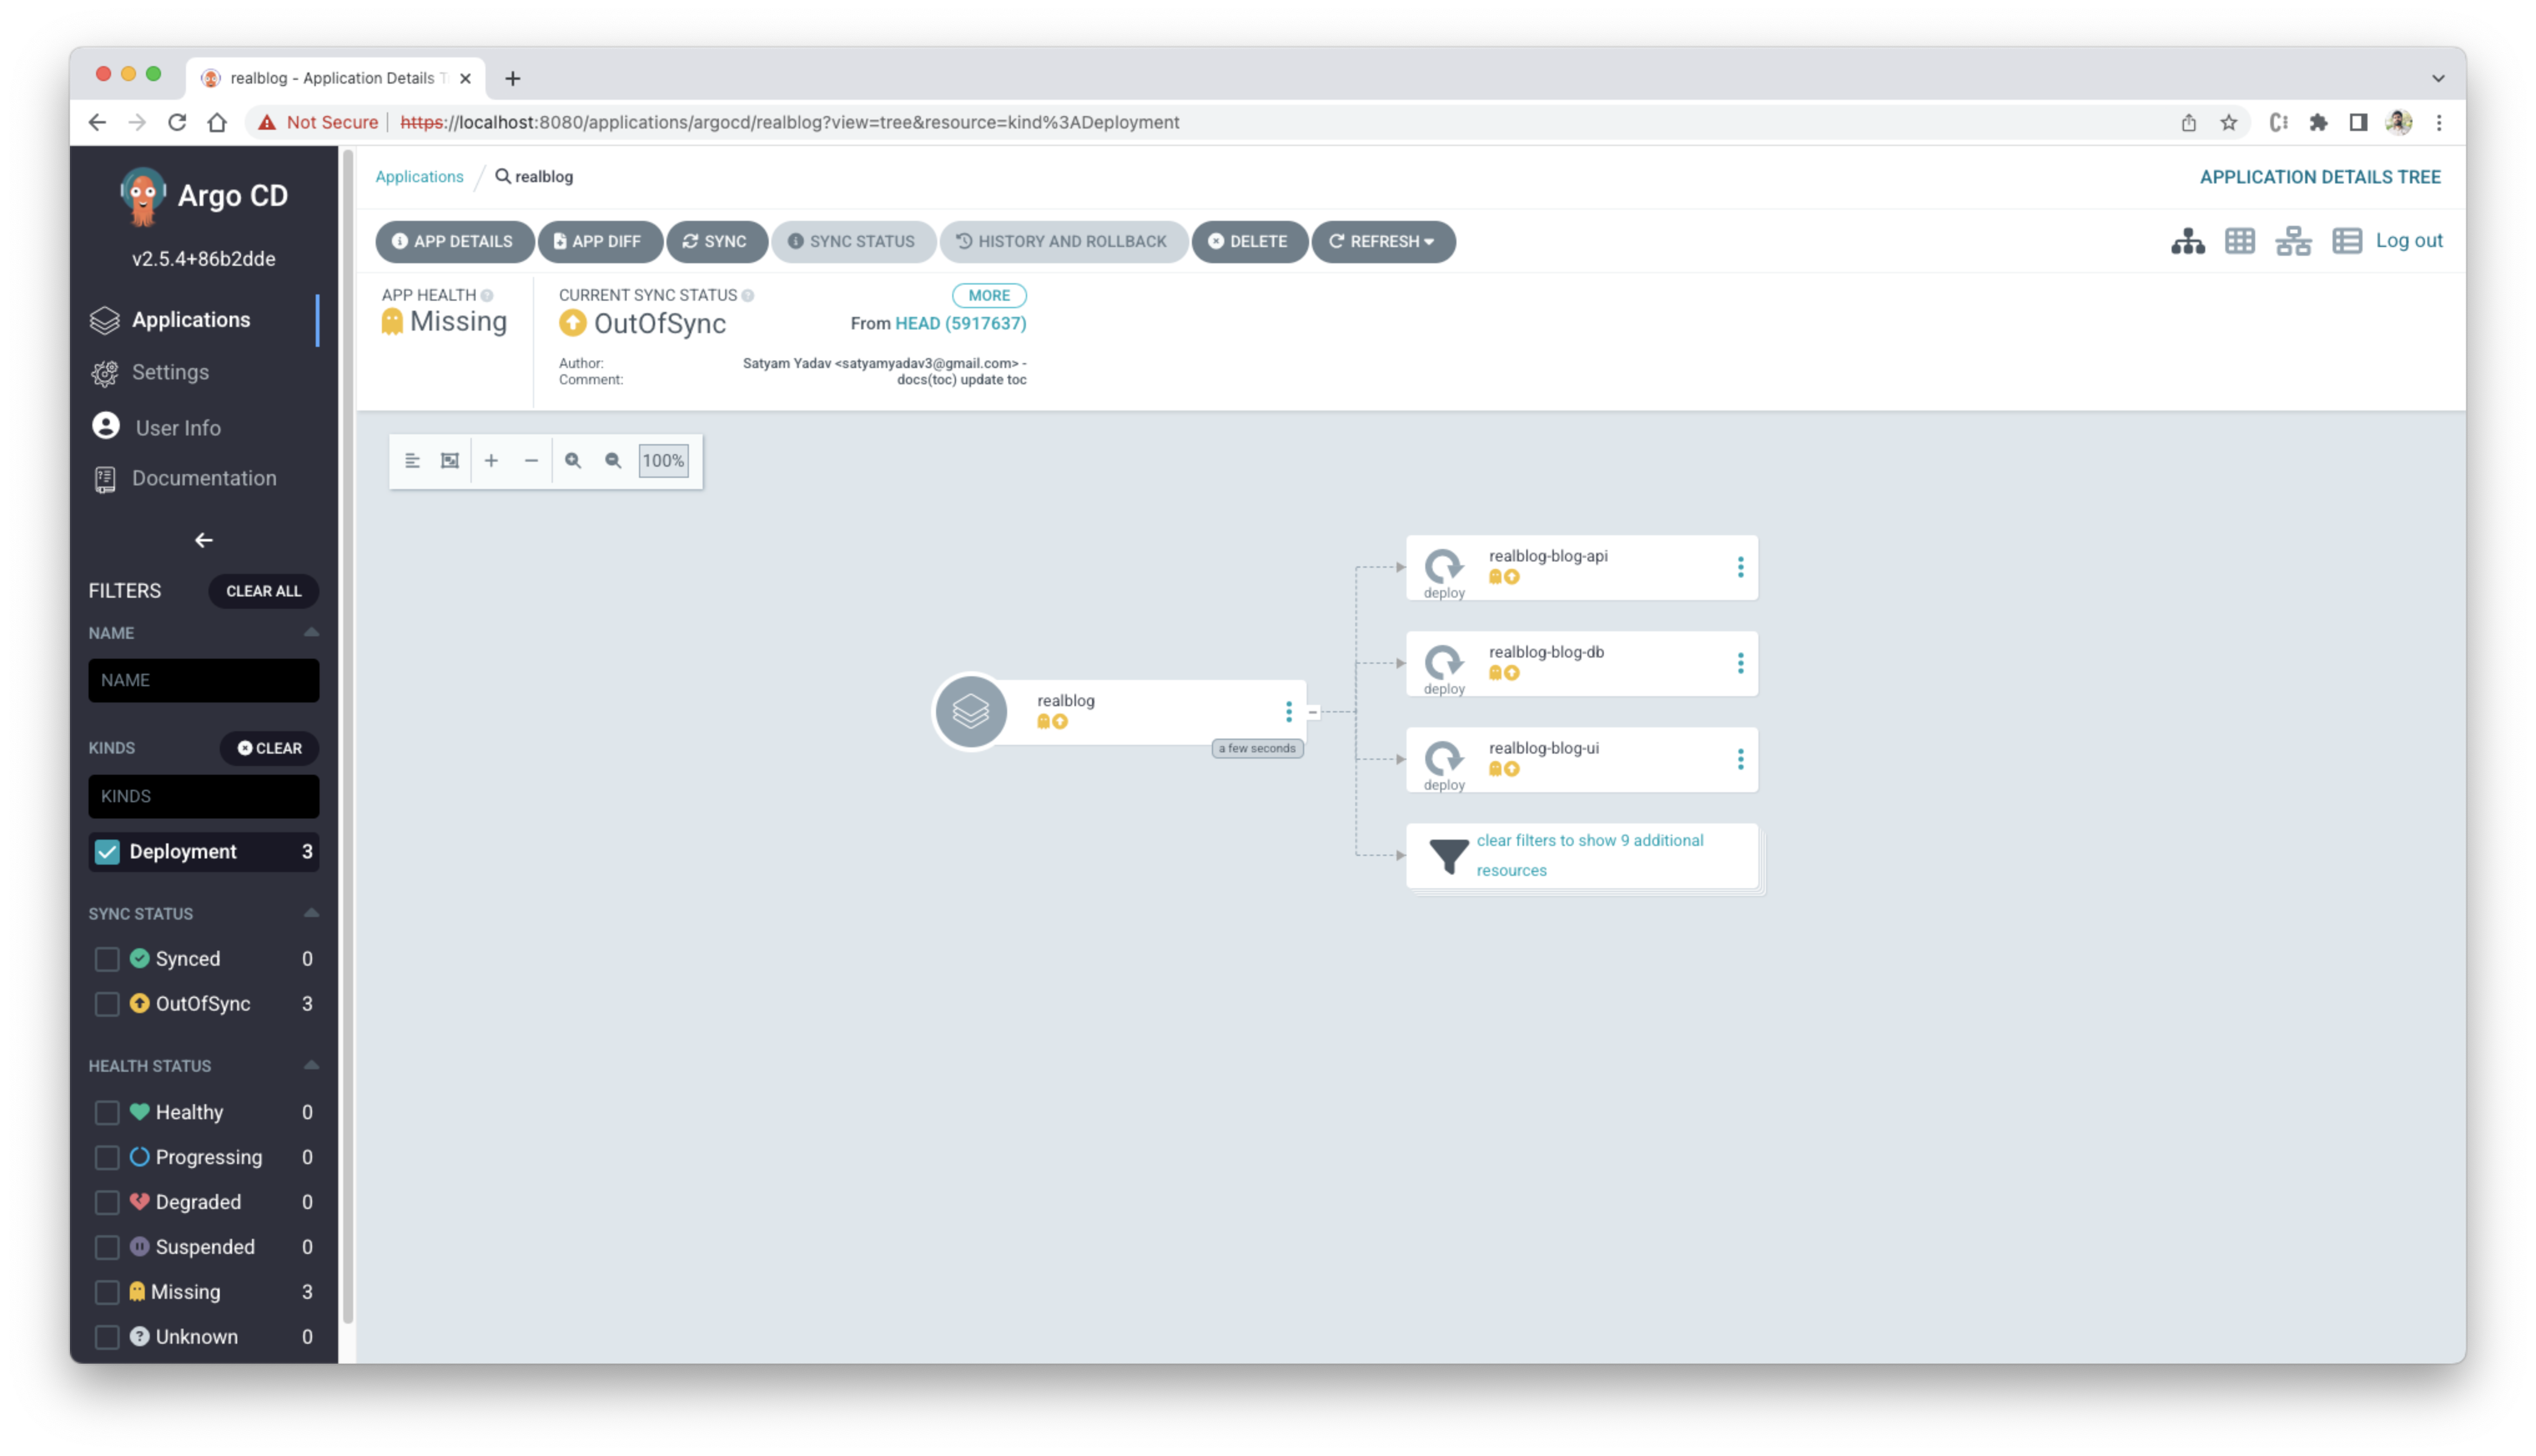 realblog - Application Details T
Not Secure
https://localhost:8080/applications/argocd/realblog?view=tree&resource=kind%3ADeployment
Argo CD
v2.5.4+86b2dde
Applications
Settings
User Info
Documentation
FILTERS
CLEAR ALL
NAME
NAME
KINDS
CLEAR
KINDS
Deployment 3
SYNC STATUS
Synced 0
OutOfSync 3
HEALTH STATUS
Healthy 0
Progressing 0
Degraded 0
Suspended 0
Missing 3
Unknown 0
Applications / realblog
APPLICATION DETAILS TREE
APP DETAILS APP DIFF SYNC SYNC STATUS HISTORY AND ROLLBACK DELETE REFRESH
Log out
APP HEALTH
Missing
CURRENT SYNC STATUS
MORE
OutOfSync
From HEAD (5917637)
Author: Satyam Yadav <satyamyadav3@gmail.com> -
Comment: docs(toc) update toc
100%
realblog
a few seconds
realblog-blog-api
deploy
realblog-blog-db
deploy
realblog-blog-ui
deploy
clear filters to show 9 additional
resources